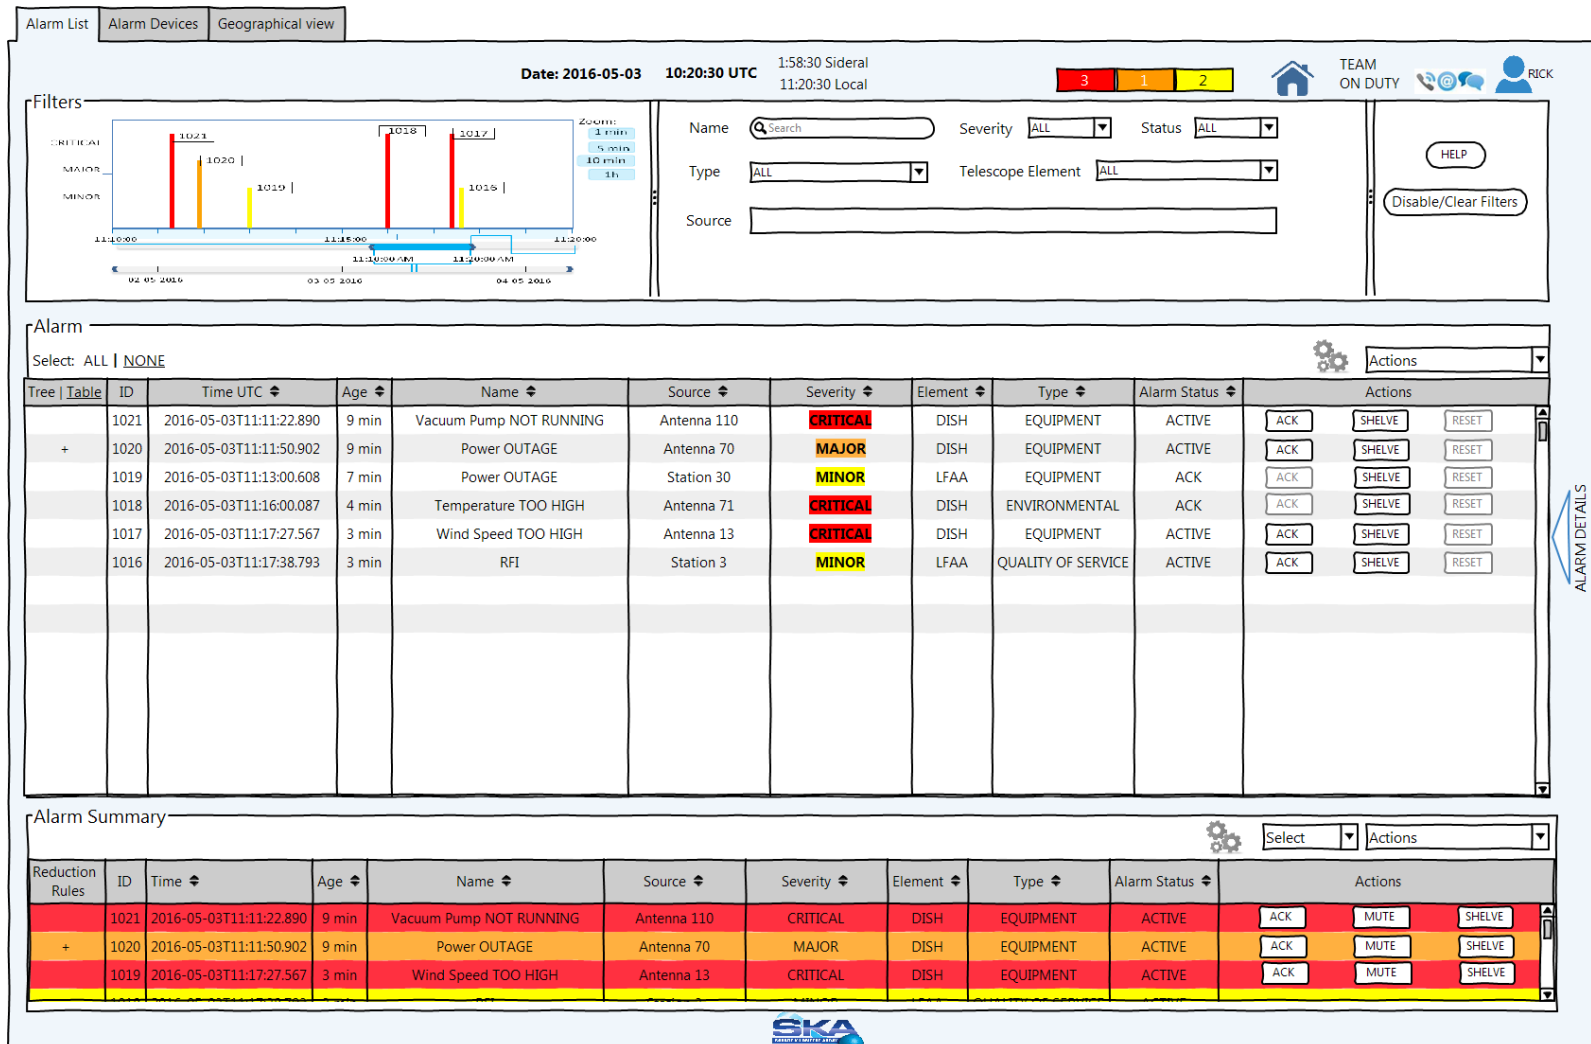 Alarm List Alarm Devices Geographical view
Date: 2016-05-03 10:20:30 UTC
1:58:30 Sideral
11:20:30 Local
3 1 2
TEAM
ON DUTY
RICK
Filters
CRITICAL
MAJOR
MINOR
1021
1020
1019
1018
1017
1016
11:10:00 11:15:00 11:20:00
11:10:00 AM 11:20:00 AM
02 05 2016 03 05 2016 04 05 2016
Zoom:
1 min
5 min
10 min
1h
Name Search Severity ALL Status ALL
Type ALL Telescope Element ALL
Source
HELP
Disable/Clear Filters
Alarm
Select: ALL | NONE
Actions
Tree | Table ID Time UTC Age Name Source Severity Element Type Alarm Status Actions
1021 2016-05-03T11:11:22.890 9 min Vacuum Pump NOT RUNNING Antenna 110 CRITICAL DISH EQUIPMENT ACTIVE ACK SHELVE RESET
+ 1020 2016-05-03T11:11:50.902 9 min Power OUTAGE Antenna 70 MAJOR DISH EQUIPMENT ACTIVE ACK SHELVE RESET
1019 2016-05-03T11:13:00.608 7 min Power OUTAGE Station 30 MINOR LFAA EQUIPMENT ACK ACK SHELVE RESET
1018 2016-05-03T11:16:00.087 4 min Temperature TOO HIGH Antenna 71 CRITICAL DISH ENVIRONMENTAL ACK ACK SHELVE RESET
1017 2016-05-03T11:17:27.567 3 min Wind Speed TOO HIGH Antenna 13 CRITICAL DISH EQUIPMENT ACTIVE ACK SHELVE RESET
1016 2016-05-03T11:17:38.793 3 min RFI Station 3 MINOR LFAA QUALITY OF SERVICE ACTIVE ACK SHELVE RESET
ALARM DETAILS
Alarm Summary
Select Actions
Reduction Rules ID Time Age Name Source Severity Element Type Alarm Status Actions
1021 2016-05-03T11:11:22.890 9 min Vacuum Pump NOT RUNNING Antenna 110 CRITICAL DISH EQUIPMENT ACTIVE ACK MUTE SHELVE
+ 1020 2016-05-03T11:11:50.902 9 min Power OUTAGE Antenna 70 MAJOR DISH EQUIPMENT ACTIVE ACK MUTE SHELVE
1019 2016-05-03T11:17:27.567 3 min Wind Speed TOO HIGH Antenna 13 CRITICAL DISH EQUIPMENT ACTIVE ACK MUTE SHELVE
SKA